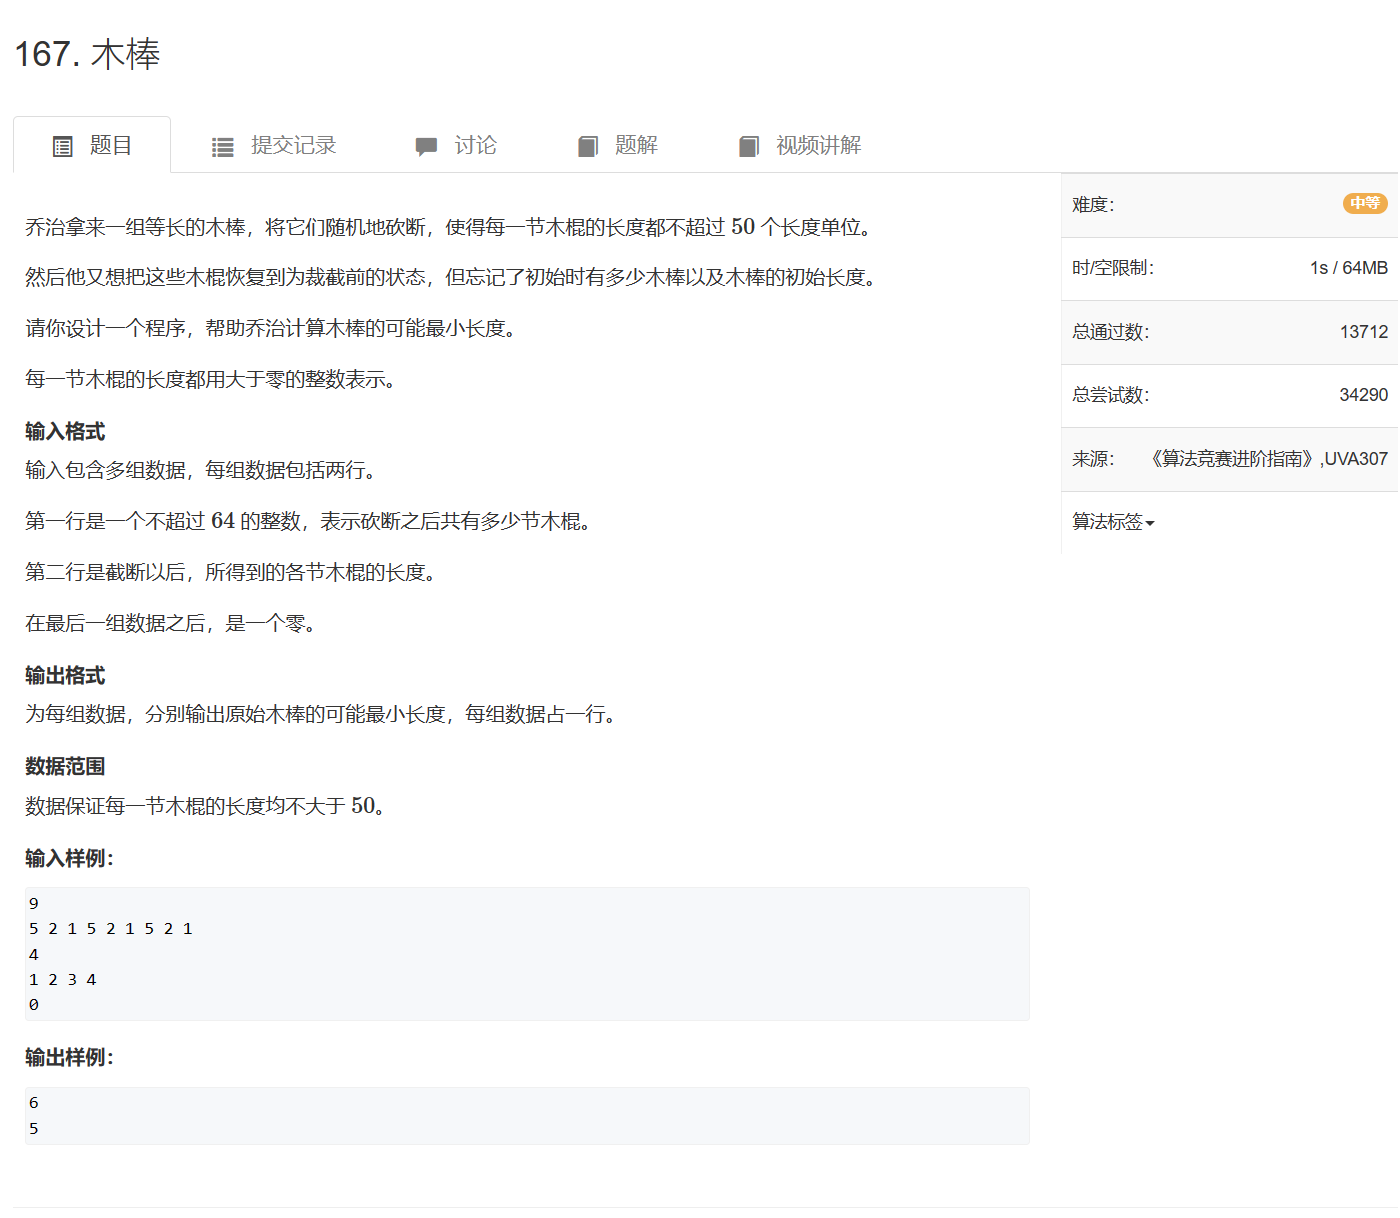 167. 木棒
题目 提交记录 讨论 题解 视频讲解
乔治拿来一组等长的木棒，将它们随机地砍断，使得每一节木棍的长度都不超过 50 个长度单位。
然后他又想把这些木棍恢复到为裁截前的状态，但忘记了初始时有多少木棒以及木棒的初始长度。
请你设计一个程序，帮助乔治计算木棒的可能最小长度。
每一节木棍的长度都用大于零的整数表示。
输入格式
输入包含多组数据，每组数据包括两行。
第一行是一个不超过 64 的整数，表示砍断之后共有多少节木棍。
第二行是截断以后，所得到的各节木棍的长度。
在最后一组数据之后，是一个零。
输出格式
为每组数据，分别输出原始木棒的可能最小长度，每组数据占一行。
数据范围
数据保证每一节木棍的长度均不大于 50。
输入样例：
9
5 2 1 5 2 1 5 2 1
4
1 2 3 4
0
输出样例：
6
5
难度： 中等
时/空限制： 1s / 64MB
总通过数： 13712
总尝试数： 34290
来源： 《算法竞赛进阶指南》,UVA307
算法标签